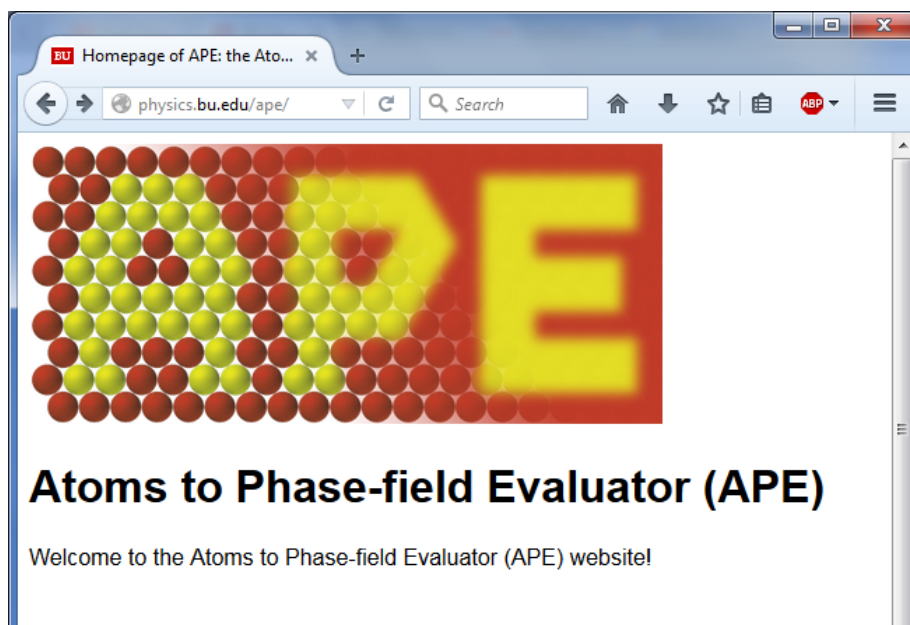 BU Homepage of APE: the Ato...
physics.bu.edu/ape/ Search ABP
APE
Atoms to Phase-field Evaluator (APE)
Welcome to the Atoms to Phase-field Evaluator (APE) website!